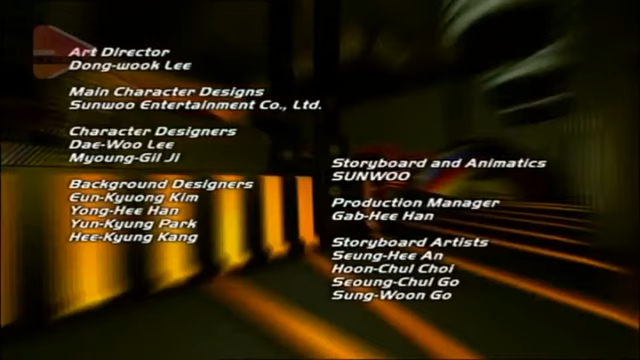 Art Director
Dong-wook Lee
Main Character Designs
Sunwoo Entertainment Co., Ltd.
Character Designers
Dae-Woo Lee
Myoung-Gil Ji
Background Designers
Eun-Kyuong Kim
Yong-Hee Han
Yun-Kyung Park
Hee-Kyung Kang
Storyboard and Animatics
SUNWOO
Production Manager
Gab-Hee Han
Storyboard Artists
Seung-Hee An
Hoon-Chul Choi
Seoung-Chul Go
Sung-Woon Go